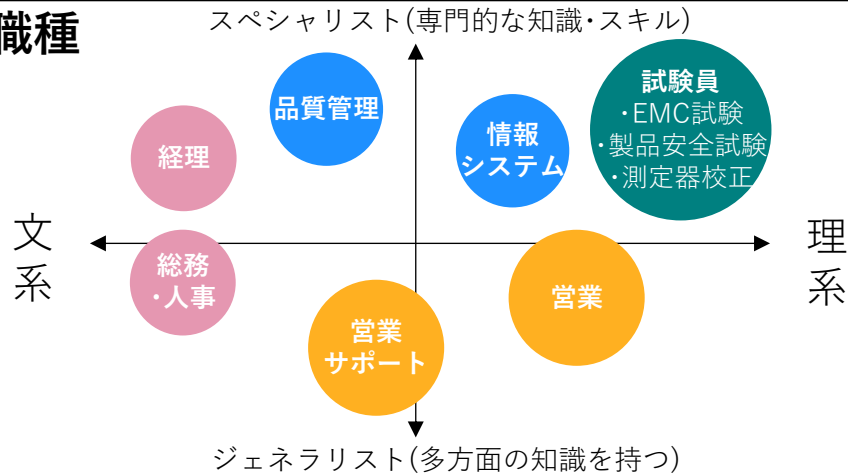 職種
スペシャリスト(専門的な知識・スキル)
試験員
・EMC試験
・製品安全試験
・測定器校正
品質管理
情報
システム
経理
文系
理系
総務
・人事
営業
営業
サポート
ジェネラリスト(多方面の知識を持つ)